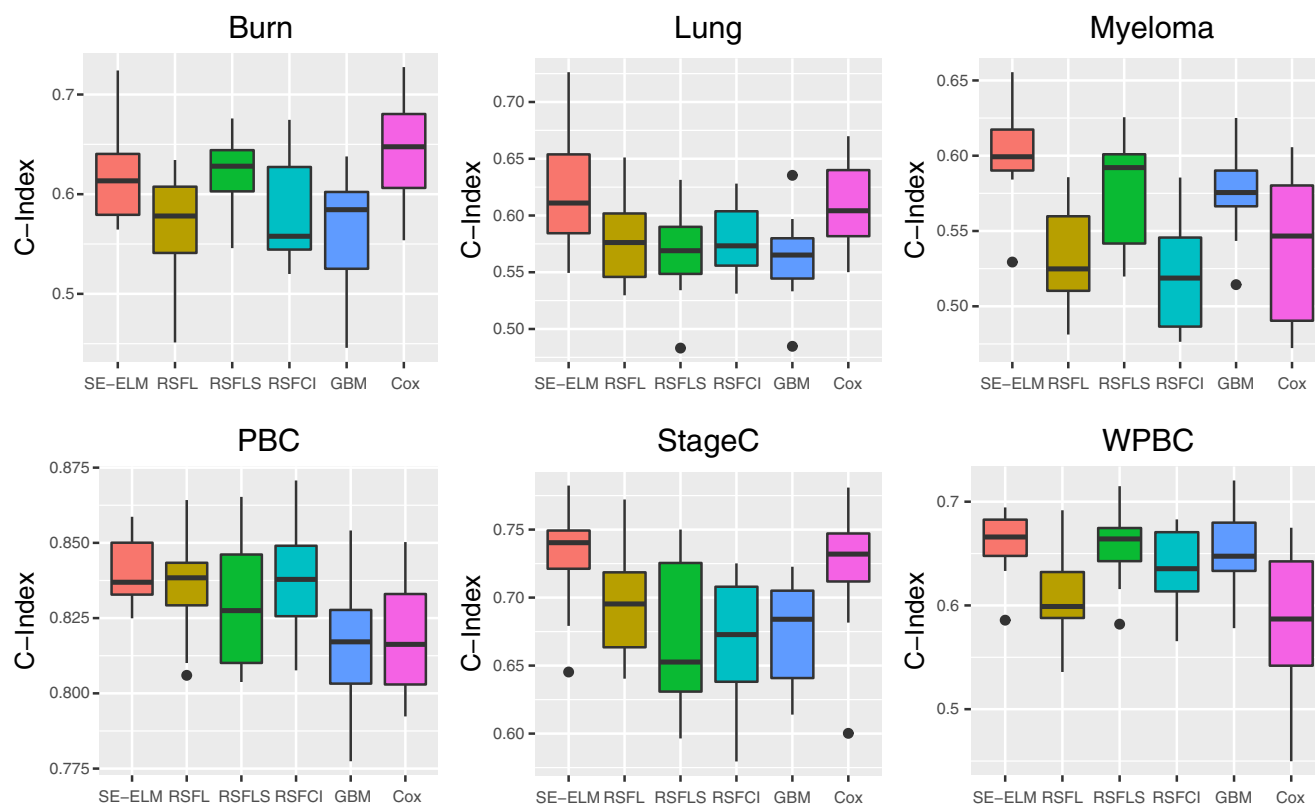 Burn
C−Index
0.7
0.6
0.5
SE−ELM RSFL RSFLS RSFCI GBM Cox
Lung
C−Index
0.70
0.65
0.60
0.55
0.50
SE−ELM RSFL RSFLS RSFCI GBM Cox
Myeloma
C−Index
0.65
0.60
0.55
0.50
SE−ELM RSFL RSFLS RSFCI GBM Cox
PBC
C−Index
0.875
0.850
0.825
0.800
0.775
SE−ELM RSFL RSFLS RSFCI GBM Cox
StageC
C−Index
0.75
0.70
0.65
0.60
SE−ELM RSFL RSFLS RSFCI GBM Cox
WPBC
C−Index
0.7
0.6
0.5
SE−ELM RSFL RSFLS RSFCI GBM Cox